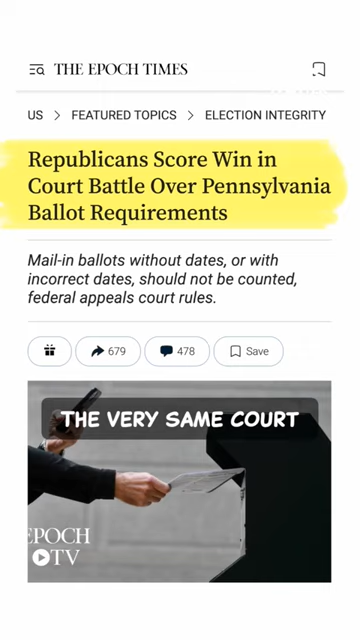 THE EPOCH TIMES
US > FEATURED TOPICS > ELECTION INTEGRITY
Republicans Score Win in
Court Battle Over Pennsylvania
Ballot Requirements
Mail-in ballots without dates, or with
incorrect dates, should not be counted,
federal appeals court rules.
679 478 Save
THE VERY SAME COURT
EPOCH
TV